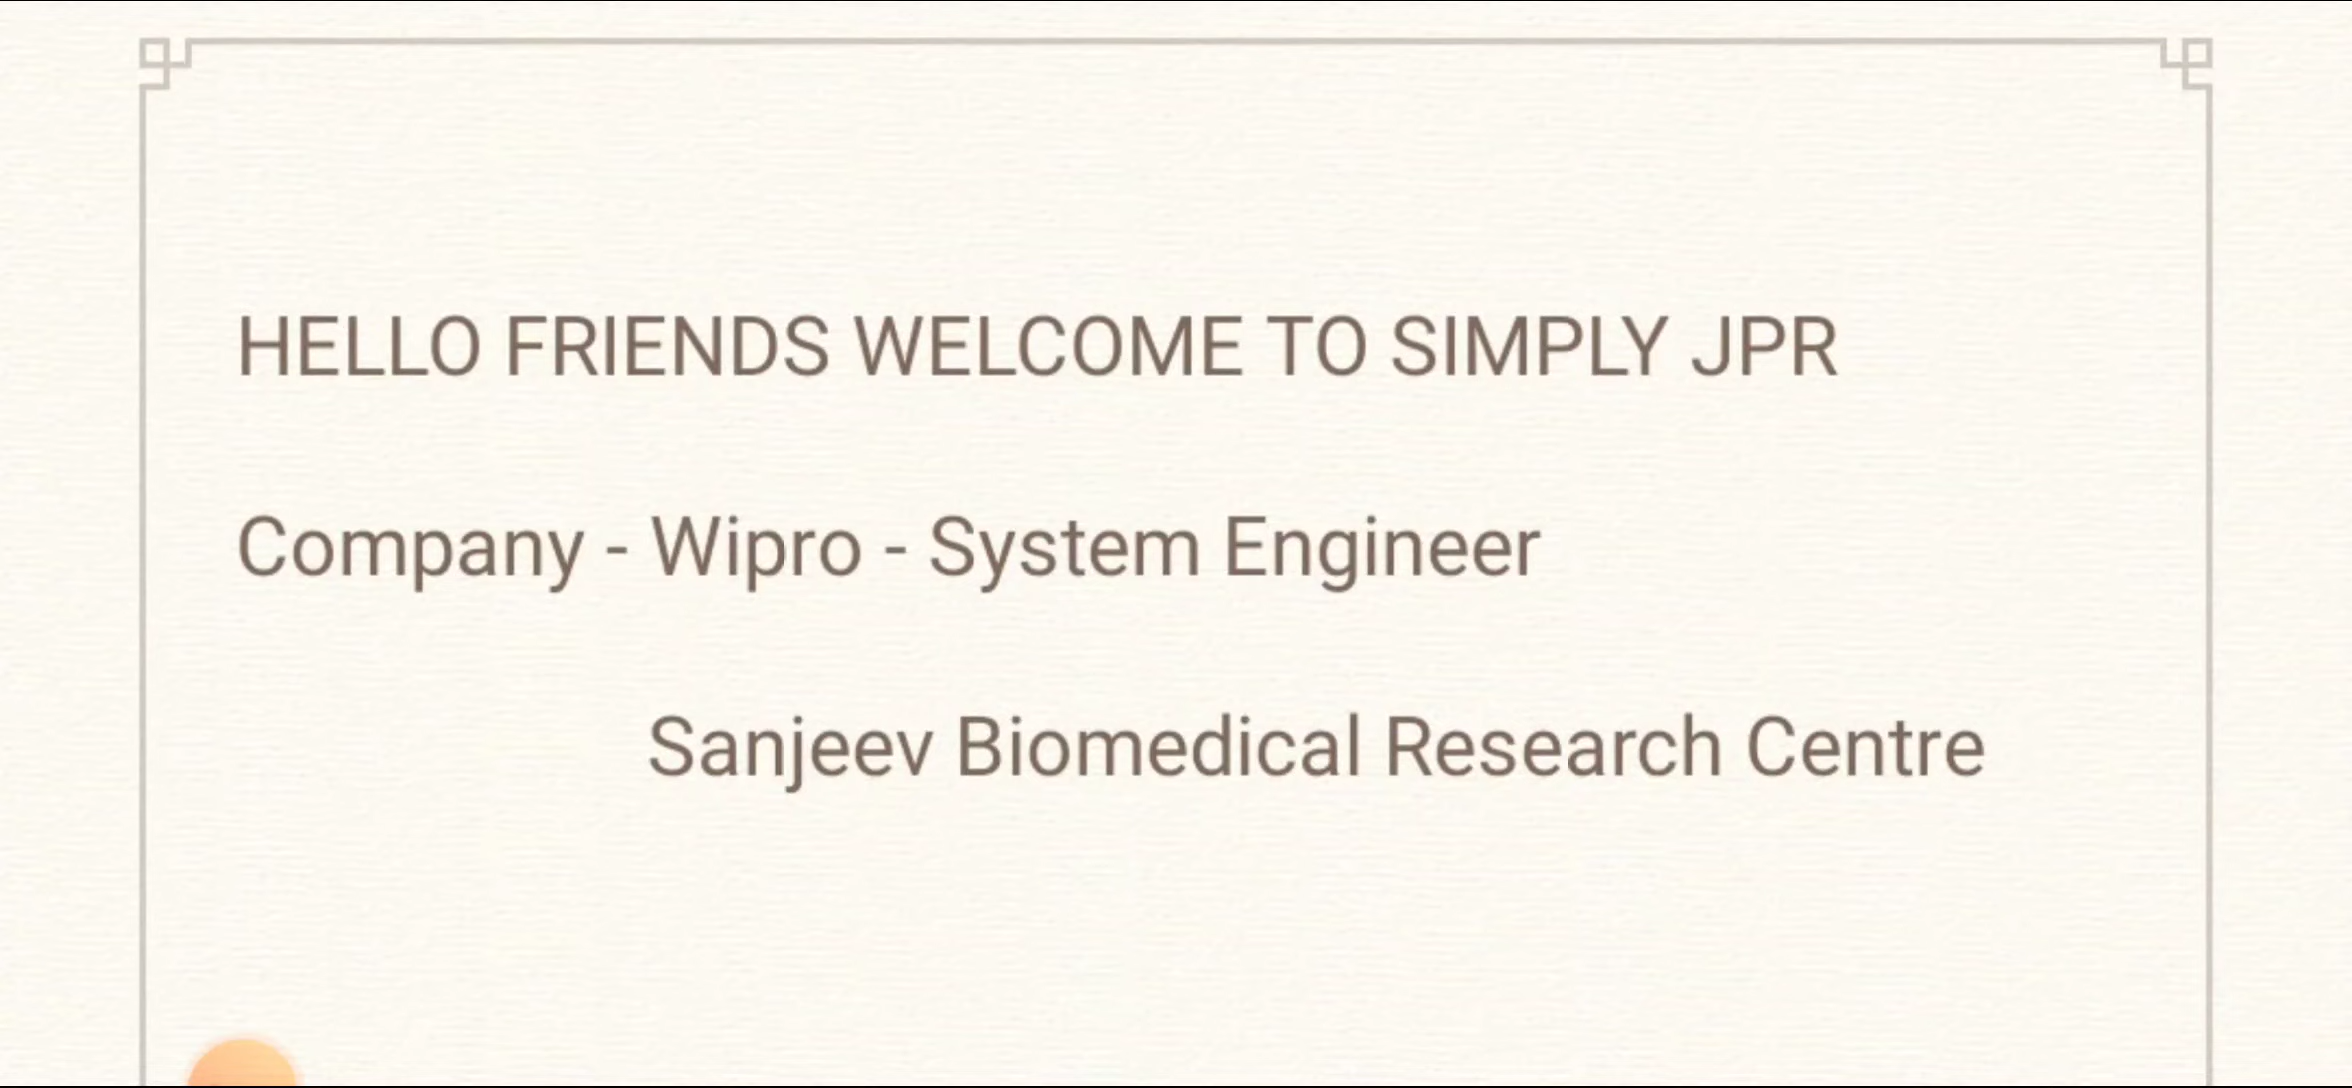 HELLO FRIENDS WELCOME TO SIMPLY JPR
Company - Wipro - System Engineer
Sanjeev Biomedical Research Centre